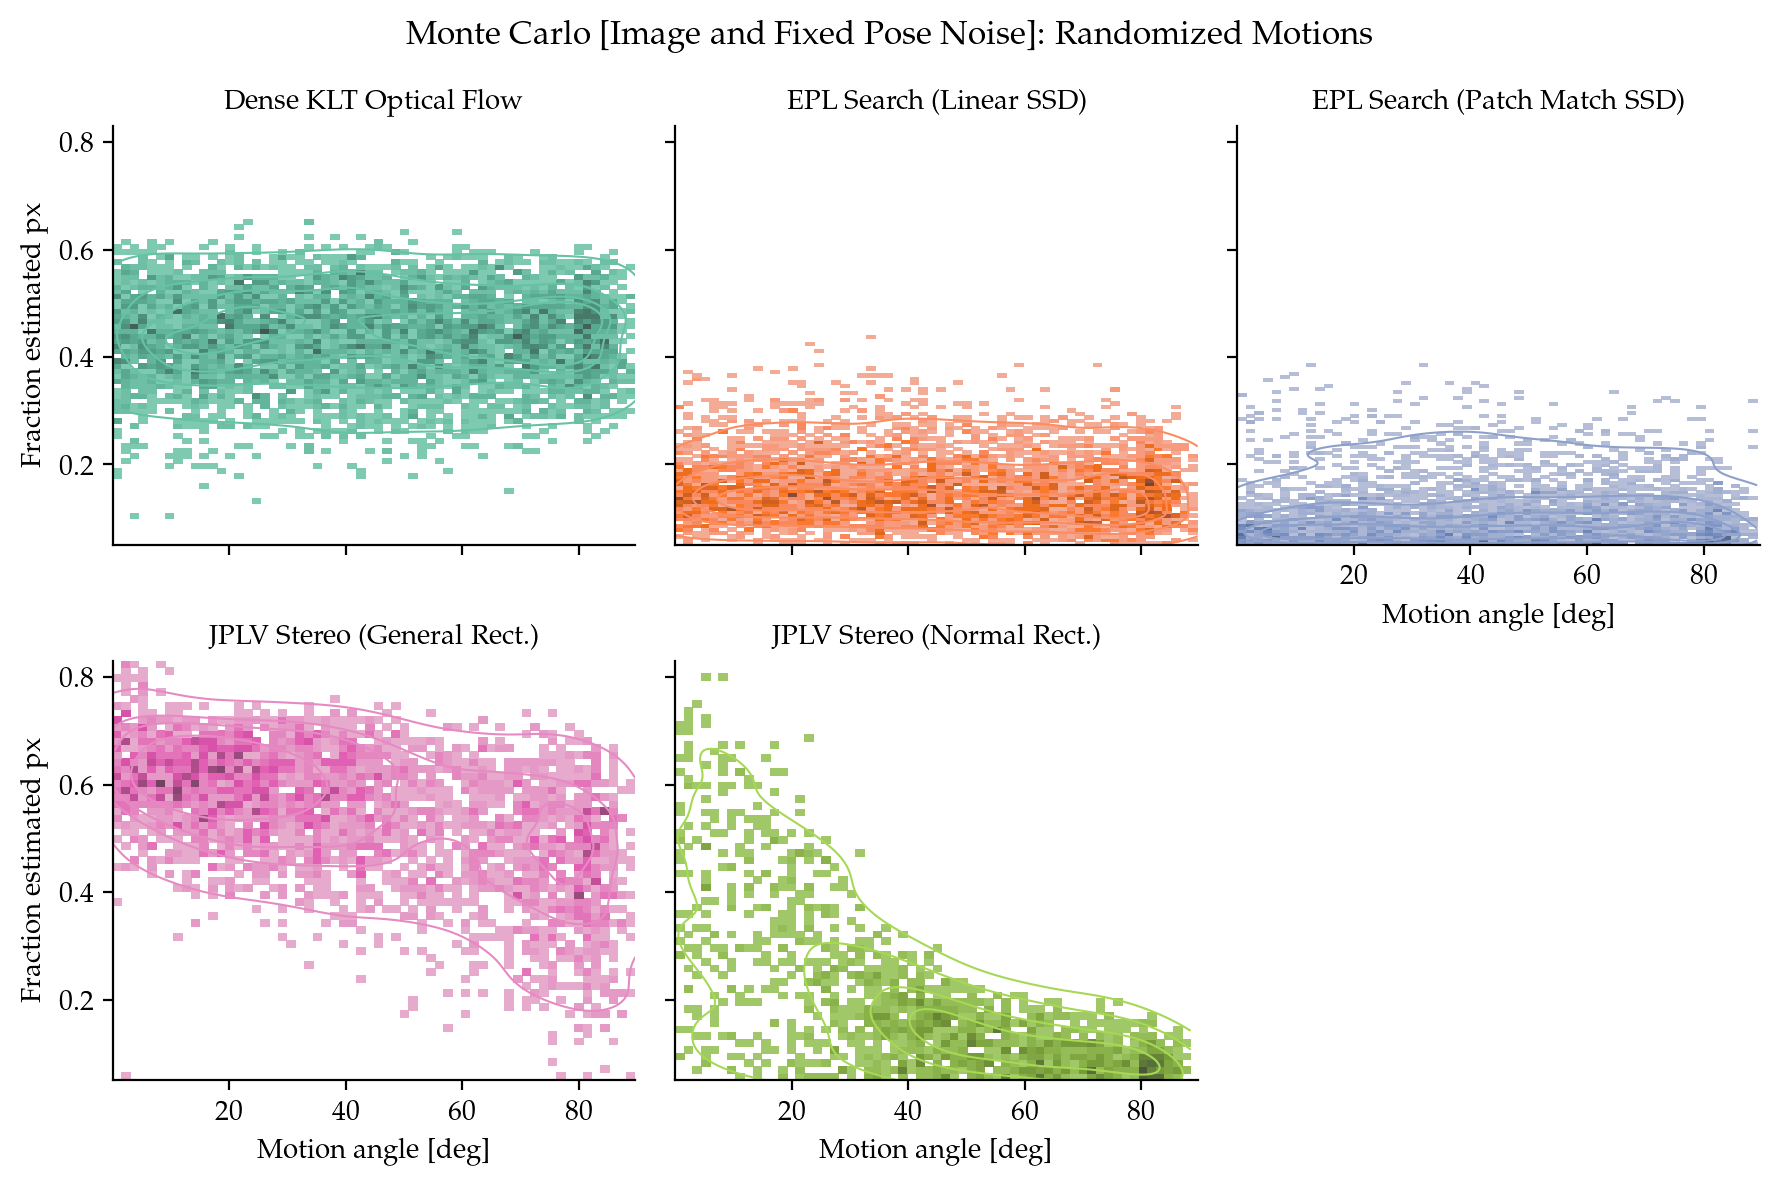 Monte Carlo [Image and Fixed Pose Noise]: Randomized Motions
Dense KLT Optical Flow
EPL Search (Linear SSD)
EPL Search (Patch Match SSD)
Fraction estimated px
0.8
0.6
0.4
0.2
20 40 60 80
Motion angle [deg]
JPLV Stereo (General Rect.)
JPLV Stereo (Normal Rect.)
Fraction estimated px
0.8
0.6
0.4
0.2
20 40 60 80
Motion angle [deg]
20 40 60 80
Motion angle [deg]